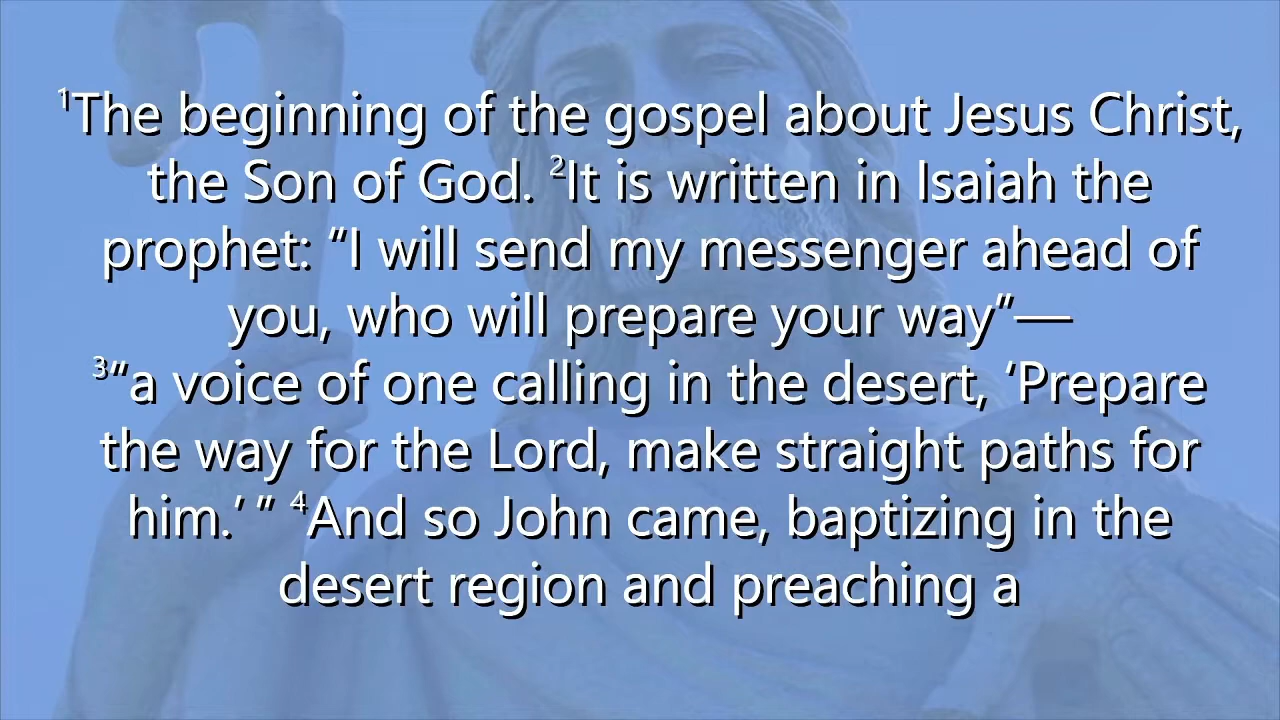 ¹The beginning of the gospel about Jesus Christ,
the Son of God. ²It is written in Isaiah the
prophet: “I will send my messenger ahead of
you, who will prepare your way”—
³“a voice of one calling in the desert, ‘Prepare
the way for the Lord, make straight paths for
him.’ ” ⁴And so John came, baptizing in the
desert region and preaching a